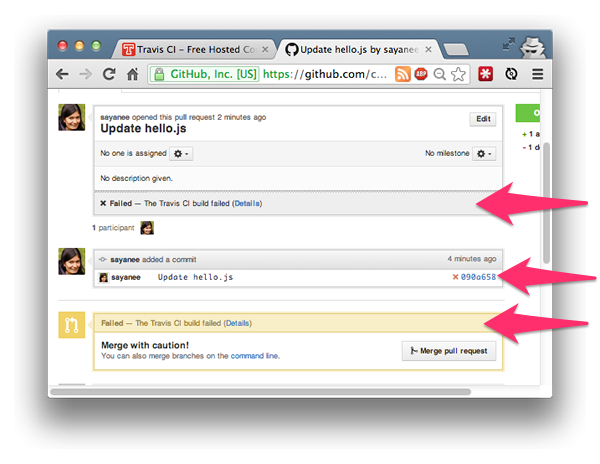 Travis CI - Free Hosted Co
Update hello.js by sayanee
GitHub, Inc. [US] https://github.com/c...
ABP
sayanee opened this pull request 2 minutes ago
Edit
Update hello.js
No one is assigned
No milestone
+ 1
- 1
No description given.
Failed — The Travis CI build failed (Details)
1 participant
sayanee added a commit
4 minutes ago
sayanee Update hello.js
090a658
Failed — The Travis CI build failed (Details)
Merge with caution!
You can also merge branches on the command line.
Merge pull request